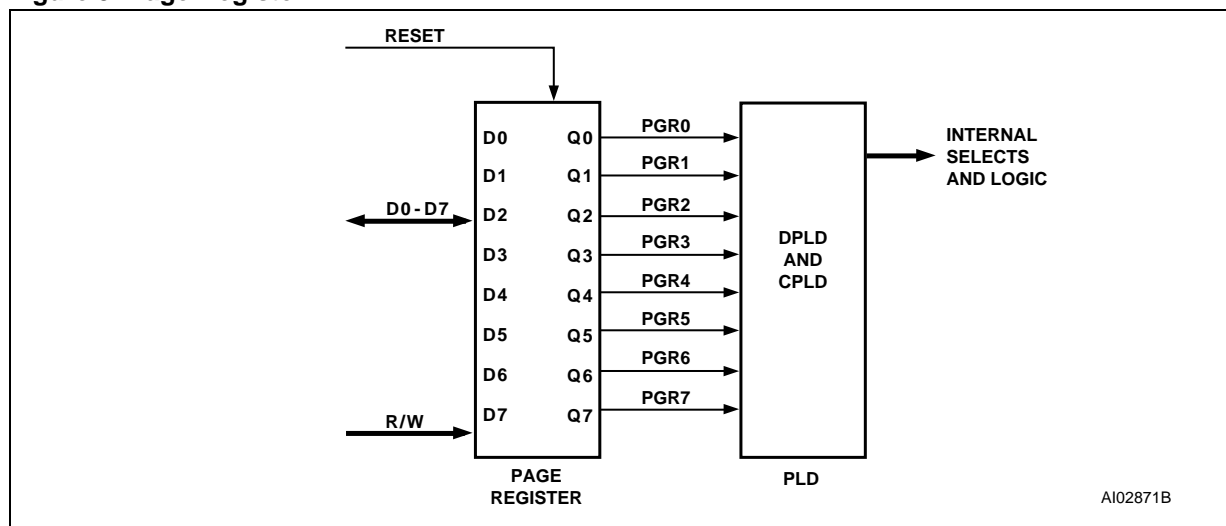 RESET
D0
D1
D2
D3
D4
D5
D6
D7
Q0
Q1
Q2
Q3
Q4
Q5
Q6
Q7
D0-D7
R/W
PAGE
REGISTER
PGR0
PGR1
PGR2
PGR3
PGR4
PGR5
PGR6
PGR7
DPLD
AND
CPLD
PLD
INTERNAL
SELECTS
AND LOGIC
AI02871B